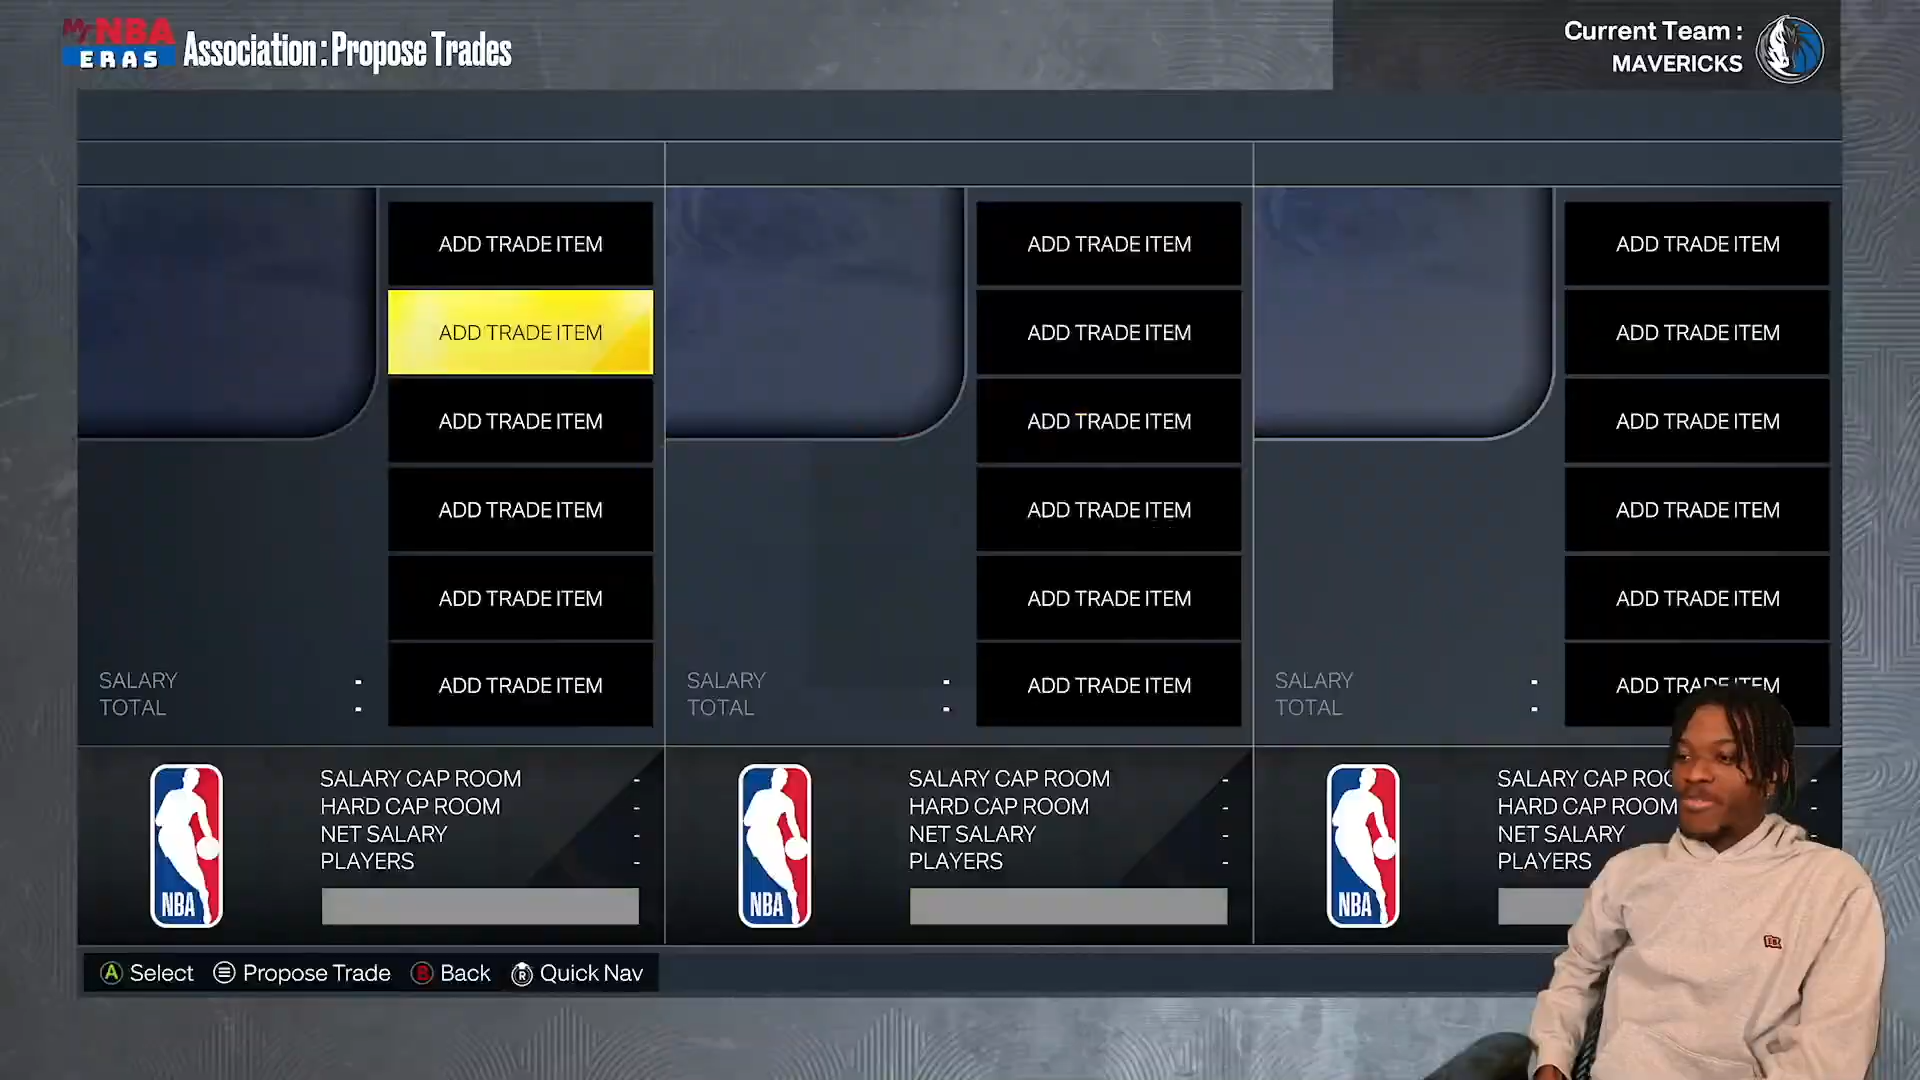 MyNBA
ERAS
Association : Propose Trades
Current Team :
MAVERICKS
ADD TRADE ITEM
ADD TRADE ITEM
ADD TRADE ITEM
ADD TRADE ITEM
ADD TRADE ITEM
ADD TRADE ITEM
SALARY -
TOTAL -
ADD TRADE ITEM
ADD TRADE ITEM
ADD TRADE ITEM
ADD TRADE ITEM
ADD TRADE ITEM
ADD TRADE ITEM
SALARY -
TOTAL -
ADD TRADE ITEM
ADD TRADE ITEM
ADD TRADE ITEM
ADD TRADE ITEM
ADD TRADE ITEM
ADD TRADE ITEM
SALARY -
TOTAL -
NBA
SALARY CAP ROOM -
HARD CAP ROOM -
NET SALARY -
PLAYERS -
NBA
SALARY CAP ROOM -
HARD CAP ROOM -
NET SALARY -
PLAYERS -
NBA
SALARY CAP ROO -
HARD CAP ROOM
NET SALARY -
PLAYERS -
A Select Propose Trade B Back R Quick Nav